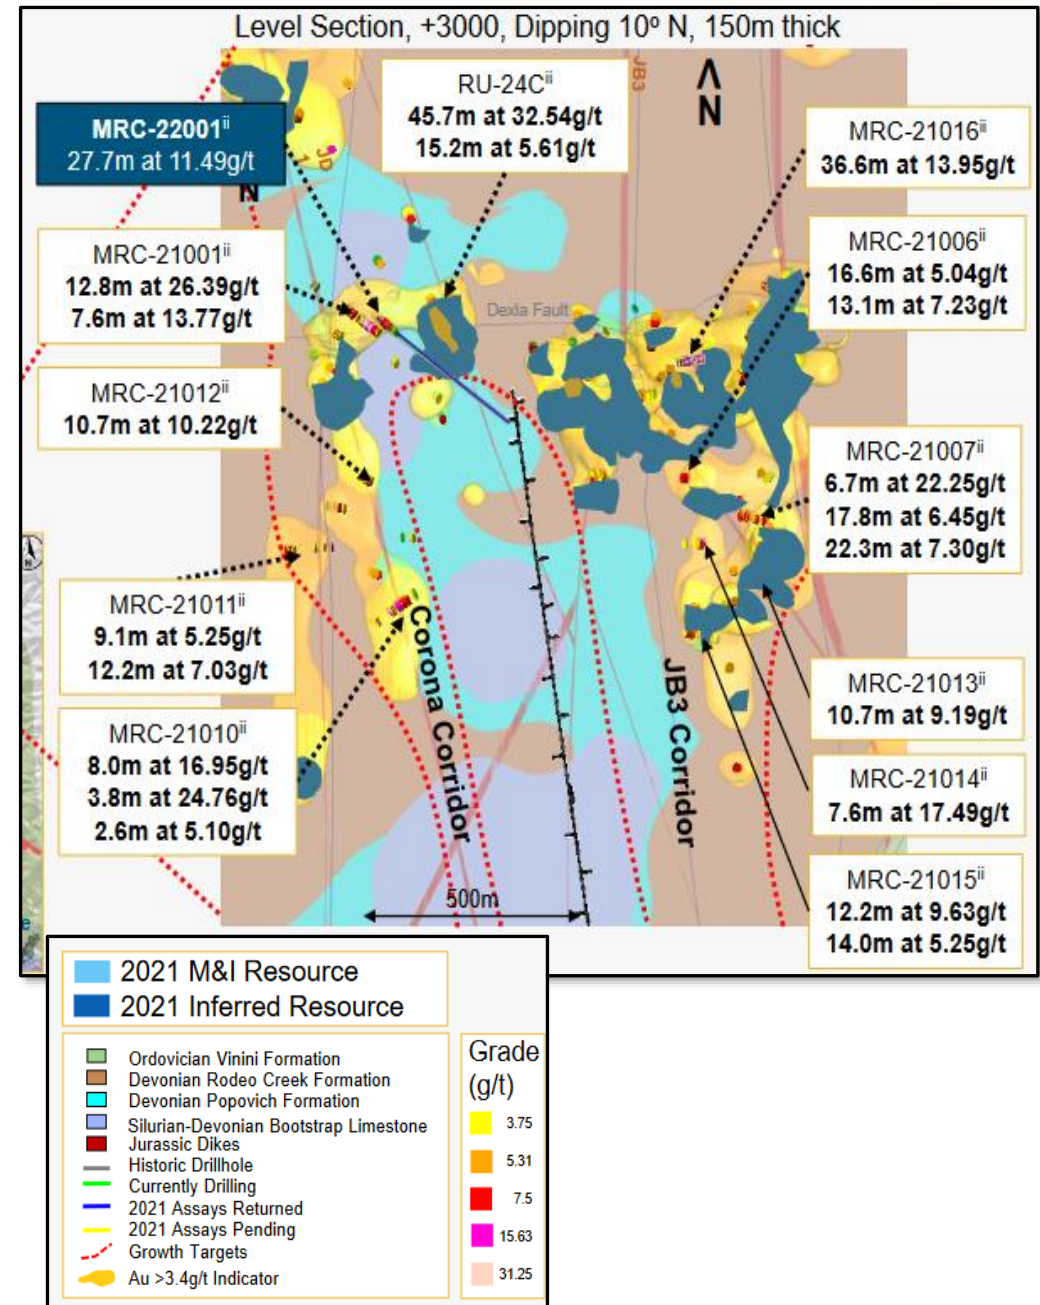 Level Section, +3000, Dipping 10º N, 150m thick
MRC-22001ii
27.7m at 11.49g/t
RU-24Cii
45.7m at 32.54g/t
15.2m at 5.61g/t
JB3
N
MRC-21016ii
36.6m at 13.95g/t
JD
N
MRC-21001ii
12.8m at 26.39g/t
7.6m at 13.77g/t
MRC-21006ii
16.6m at 5.04g/t
13.1m at 7.23g/t
Dexla Fault
MRC-21012ii
10.7m at 10.22g/t
MRC-21007ii
6.7m at 22.25g/t
17.8m at 6.45g/t
22.3m at 7.30g/t
MRC-21011ii
9.1m at 5.25g/t
12.2m at 7.03g/t
Corona Corridor
JB3 Corridor
MRC-21013ii
10.7m at 9.19g/t
MRC-21010ii
8.0m at 16.95g/t
3.8m at 24.76g/t
2.6m at 5.10g/t
MRC-21014ii
7.6m at 17.49g/t
MRC-21015ii
12.2m at 9.63g/t
14.0m at 5.25g/t
500m
2021 M&I Resource
2021 Inferred Resource
Ordovician Vinini Formation
Devonian Rodeo Creek Formation
Devonian Popovich Formation
Silurian-Devonian Bootstrap Limestone
Jurassic Dikes
Historic Drillhole
Currently Drilling
2021 Assays Returned
2021 Assays Pending
Growth Targets
Au >3.4g/t Indicator
Grade
(g/t)
3.75
5.31
7.5
15.63
31.25